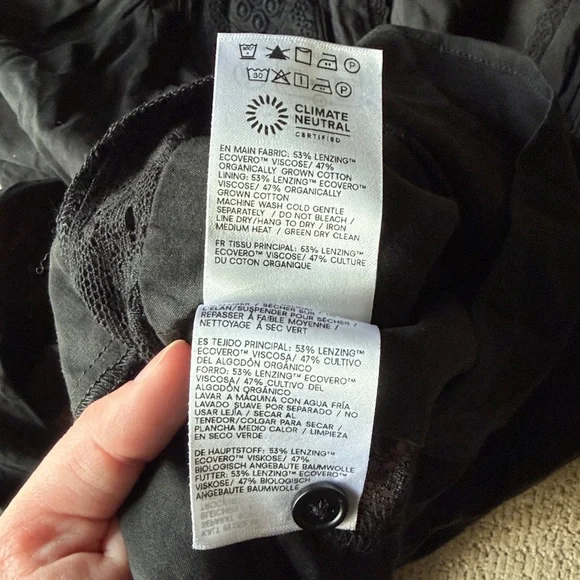 P
30 P
CLIMATE
NEUTRAL
CERTIFIED
EN MAIN FABRIC: 53% LENZING™
ECOVERO™ VISCOSE/ 47%
ORGANICALLY GROWN COTTON
LINING: 53% LENZING ECOVERO™
VISCOSE/ 47% ORGANICALLY
GROWN COTTON
MACHINE WASH COLD GENTLE
SEPARATELY / DO NOT BLEACH /
LINE DRY/HANG TO DRY / IRON
MEDIUM HEAT / GREEN DRY CLEAN
FR TISSU PRINCIPAL: 53% LENZING™
ECOVERO™ VISCOSE/ 47% CULTURE
DU COTON ORGANIQUE
/ SÉCHER SUR
L'ÉLAN/SUSPENDER POUR SÉCHER /
REPASSER À FAIBLE MOYENNE /
NETTOYAGE À SEC VERT
ES TEJIDO PRINCIPAL: 53% LENZING™
ECOVERO™ VISCOSA/ 47% CULTIVO
DEL ALGODÓN ORGÁNICO
FORRO: 53% LENZING™ ECOVERO™
VISCOSA/ 47% CULTIVO DEL
ALGODÓN ORGÁNICO
LAVAR A MÁQUINA CON AGUA FRÍA
LAVADO SUAVE POR SEPARADO / NO
USAR LEJÍA / SECAR AL
TENEDOR/COLGAR PARA SECAR /
PLANCHA MEDIO CALOR / LIMPIEZA
EN SECO VERDE
DE HAUPTSTOFF: 53% LENZING™
ECOVERO™ VISKOSE/ 47%
BIOLOGISCH ANGEBAUTE BAUMWOLLE
FUTTER: 53% LENZING™ ECOVERO™
VISKOSE/ 47% BIOLOGISCH
ANGEBAUTE BAUMWOLLE